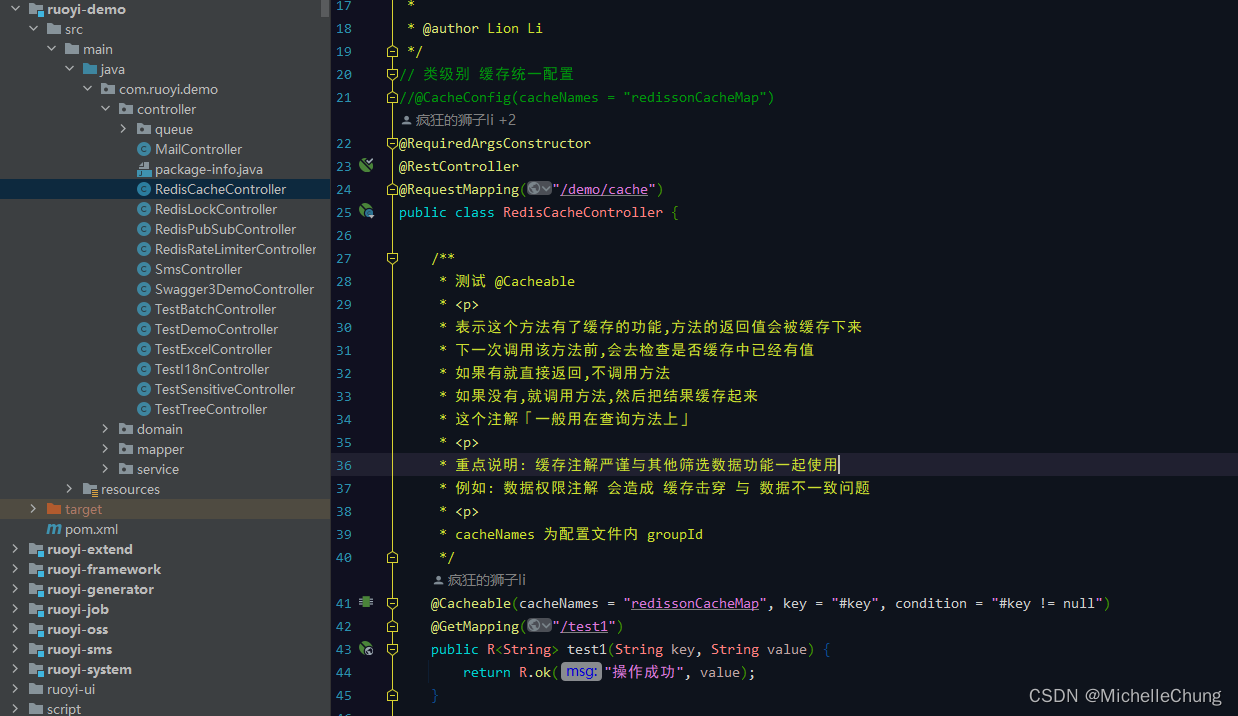 ruoyi-demo
src
main
java
com.ruoyi.demo
controller
queue
MailController
package-info.java
RedisCacheController
RedisLockController
RedisPubSubController
RedisRateLimiterController
SmsController
Swagger3DemoController
TestBatchController
TestDemoController
TestExcelController
TestI18nController
TestSensitiveController
TestTreeController
domain
mapper
service
resources
target
pom.xml
ruoyi-extend
ruoyi-framework
ruoyi-generator
ruoyi-job
ruoyi-oss
ruoyi-sms
ruoyi-system
ruoyi-ui
script
17 *
18 * @author Lion Li
19 */
20 // 类级别 缓存统一配置
21 //@CacheConfig(cacheNames = "redissonCacheMap")
疯狂的狮子li +2
22 @RequiredArgsConstructor
23 @RestController
24 @RequestMapping("/demo/cache")
25 public class RedisCacheController {
26
27 /**
28 * 测试 @Cacheable
29 * <p>
30 * 表示这个方法有了缓存的功能,方法的返回值会被缓存下来
31 * 下一次调用该方法前,会去检查是否缓存中已经有值
32 * 如果有就直接返回,不调用方法
33 * 如果没有,就调用方法,然后把结果缓存起来
34 * 这个注解「一般用在查询方法上」
35 * <p>
36 * 重点说明: 缓存注解严谨与其他筛选数据功能一起使用
37 * 例如: 数据权限注解 会造成 缓存击穿 与 数据不一致问题
38 * <p>
39 * cacheNames 为配置文件内 groupId
40 */
疯狂的狮子li
41 @Cacheable(cacheNames = "redissonCacheMap", key = "#key", condition = "#key != null")
42 @GetMapping("/test1")
43 public R<String> test1(String key, String value) {
44 return R.ok( msg: "操作成功", value);
45 }
CSDN @MichelleChung